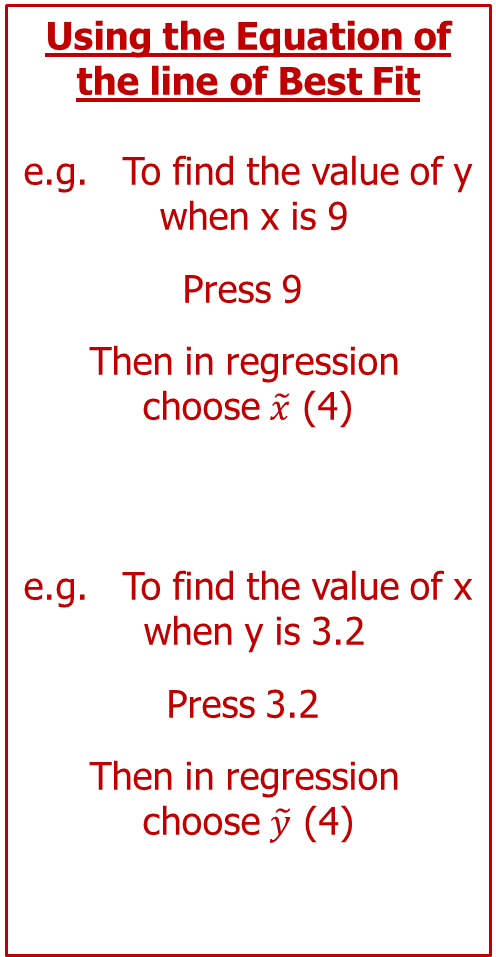 Using the Equation of
the line of Best Fit
e.g. To find the value of y
when x is 9
Press 9
Then in regression
choose x̃ (4)
e.g. To find the value of x
when y is 3.2
Press 3.2
Then in regression
choose ỹ (4)